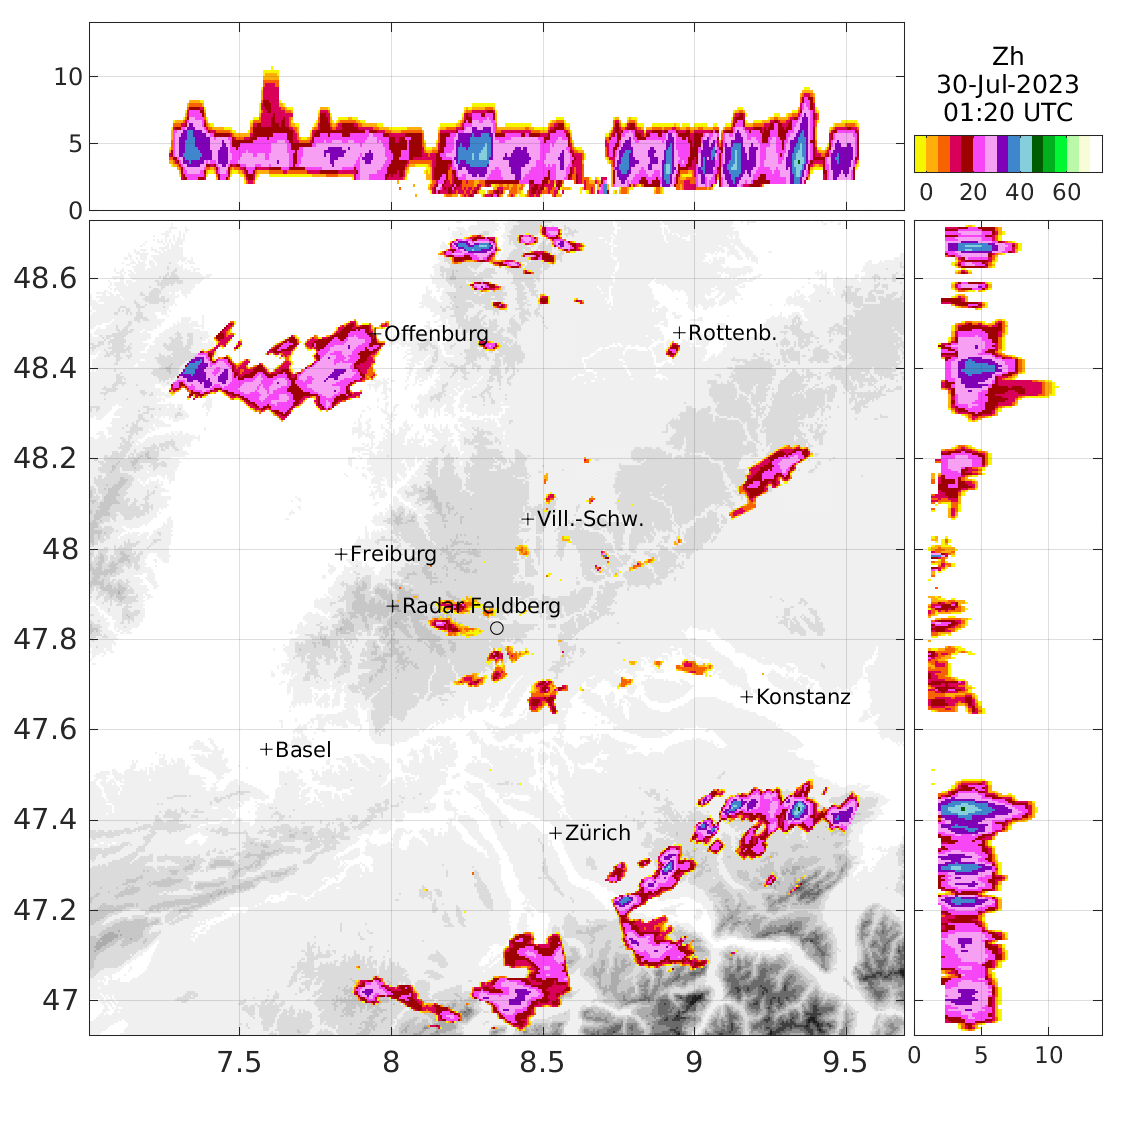 10
5
0
Zh
30-Jul-2023
01:20 UTC
0 20 40 60
48.6
48.4
48.2
48
47.8
47.6
47.4
47.2
47
Offenburg
Rottenb.
Vill.-Schw.
Freiburg
Radar Feldberg
Konstanz
Basel
Zürich
7.5 8 8.5 9 9.5
0 5 10